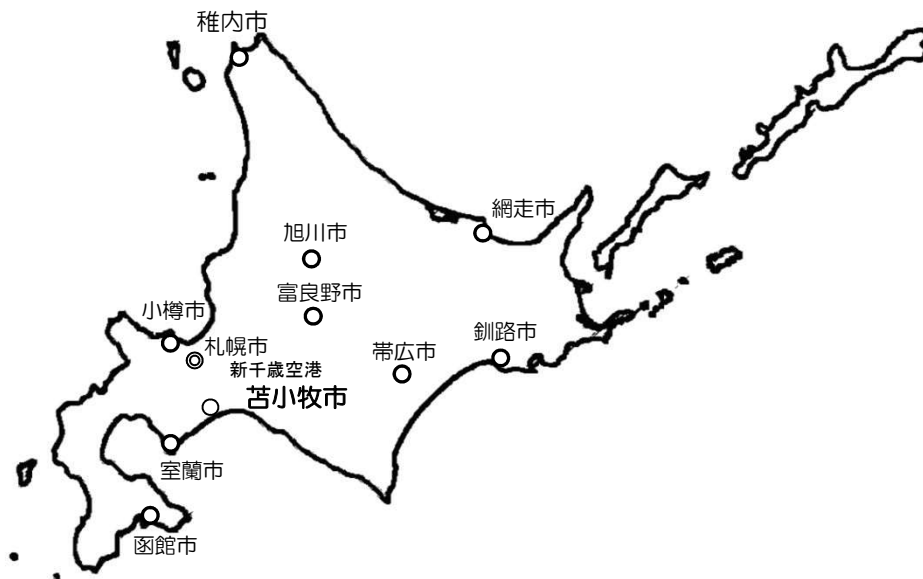 稚内市
網走市
旭川市
富良野市
小樽市
札幌市
釧路市
帯広市
新千歳空港
苫小牧市
室蘭市
函館市